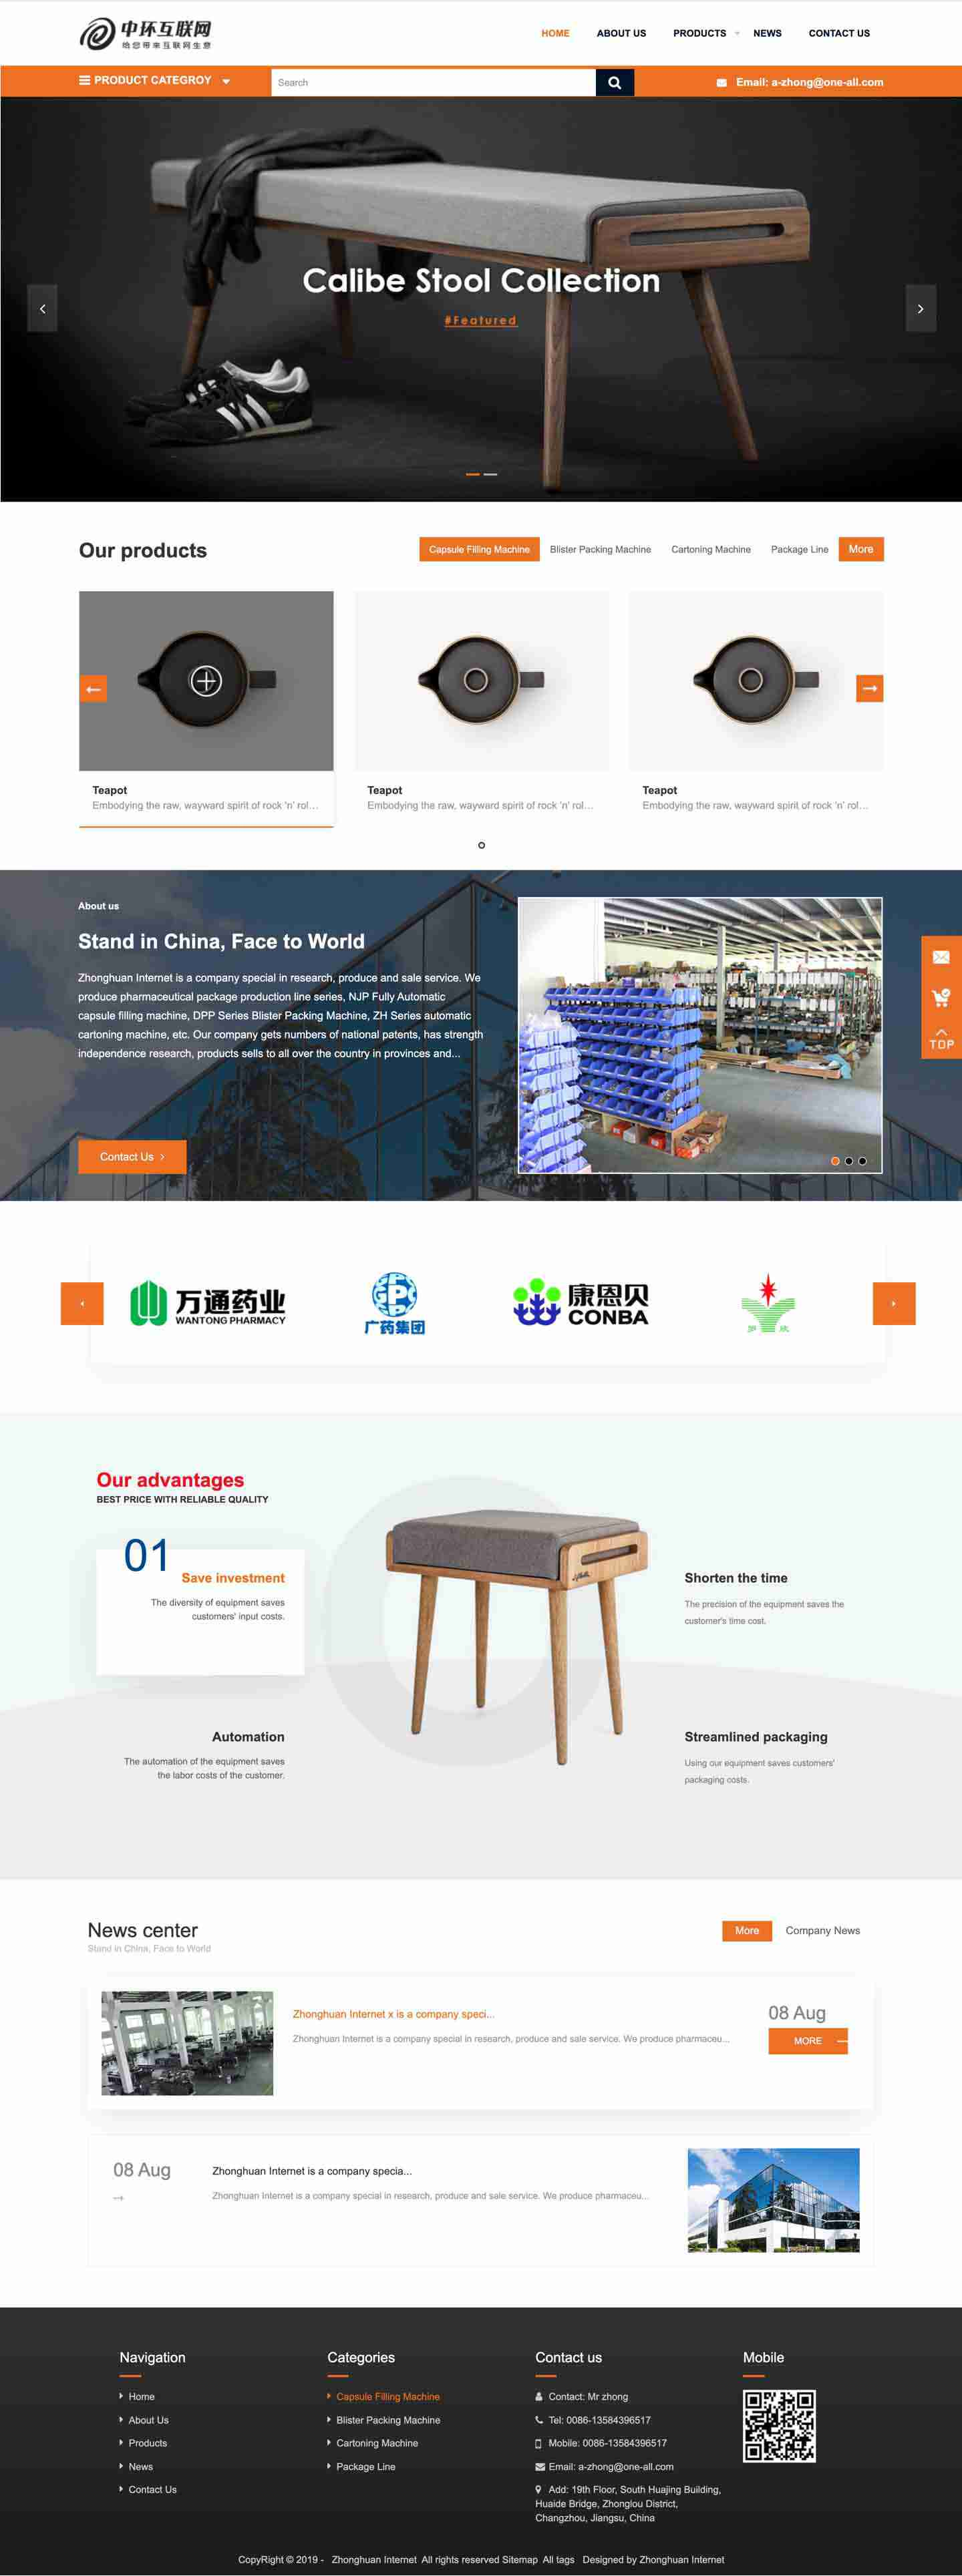 中环互联网
给您带来互联网生意
HOME
ABOUT US
PRODUCTS
NEWS
CONTACT US
PRODUCT CATEGROY
Search
Email: a-zhong@one-all.com
Calibe Stool Collection
#Featured
Our products
Capsule Filling Machine
Blister Packing Machine
Cartoning Machine
Package Line
More
Teapot
Embodying the raw, wayward spirit of rock 'n' rol...
Teapot
Embodying the raw, wayward spirit of rock 'n' rol...
Teapot
Embodying the raw, wayward spirit of rock 'n' rol...
About us
Stand in China, Face to World
Zhonghuan Internet is a company special in research, produce and sale service. We
produce pharmaceutical package production line series, NJP Fully Automatic
capsule filling machine, DPP Series Blister Packing Machine, ZH Series automatic
cartoning machine, etc. Our company gets numbers of national patents, has strength
independence research, products sells to all over the country in provinces and...
Contact Us
TOP
万通药业
WANTONG PHARMACY
GPC
广药集团
康恩贝
CONBA
Our advantages
BEST PRICE WITH RELIABLE QUALITY
01
Save investment
The diversity of equipment saves
customers' input costs.
Shorten the time
The precision of the equipment saves the
customer's time cost.
Automation
The automation of the equipment saves
the labor costs of the customer.
Streamlined packaging
Using our equipment saves customers'
packaging costs.
News center
Stand in China, Face to World
More
Company News
Zhonghuan Internet x is a company speci...
Zhonghuan Internet is a company special in research, produce and sale service. We produce pharmaceu...
08 Aug
MORE
08 Aug
Zhonghuan Internet is a company specia...
Zhonghuan Internet is a company special in research, produce and sale service. We produce pharmaceu...
Navigation
Home
About Us
Products
News
Contact Us
Categories
Capsule Filling Machine
Blister Packing Machine
Cartoning Machine
Package Line
Contact us
Contact: Mr zhong
Tel: 0086-13584396517
Mobile: 0086-13584396517
Email: a-zhong@one-all.com
Add: 19th Floor, South Huajing Building,
Huaide Bridge, Zhonglou District,
Changzhou, Jiangsu, China
Mobile
CopyRight © 2019 - Zhonghuan Internet All rights reserved Sitemap All tags Designed by Zhonghuan Internet